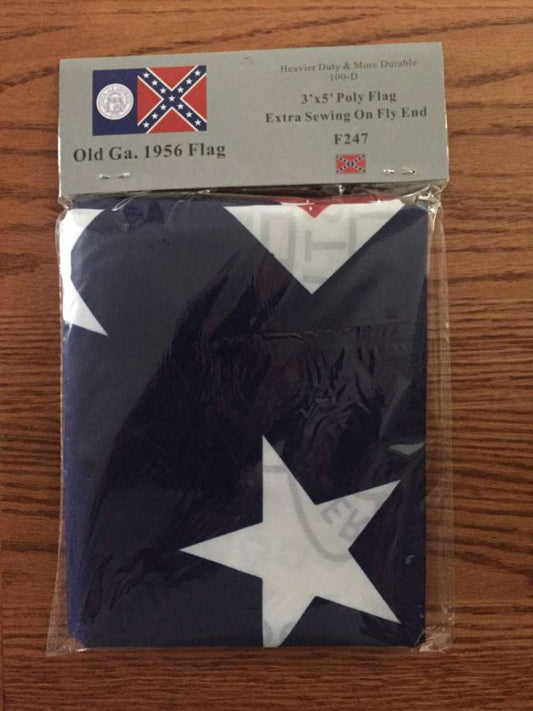 Heavier Duty & More Durable
100-D
3'x5' Poly Flag
Extra Sewing On Fly End
F247
Old Ga. 1956 Flag